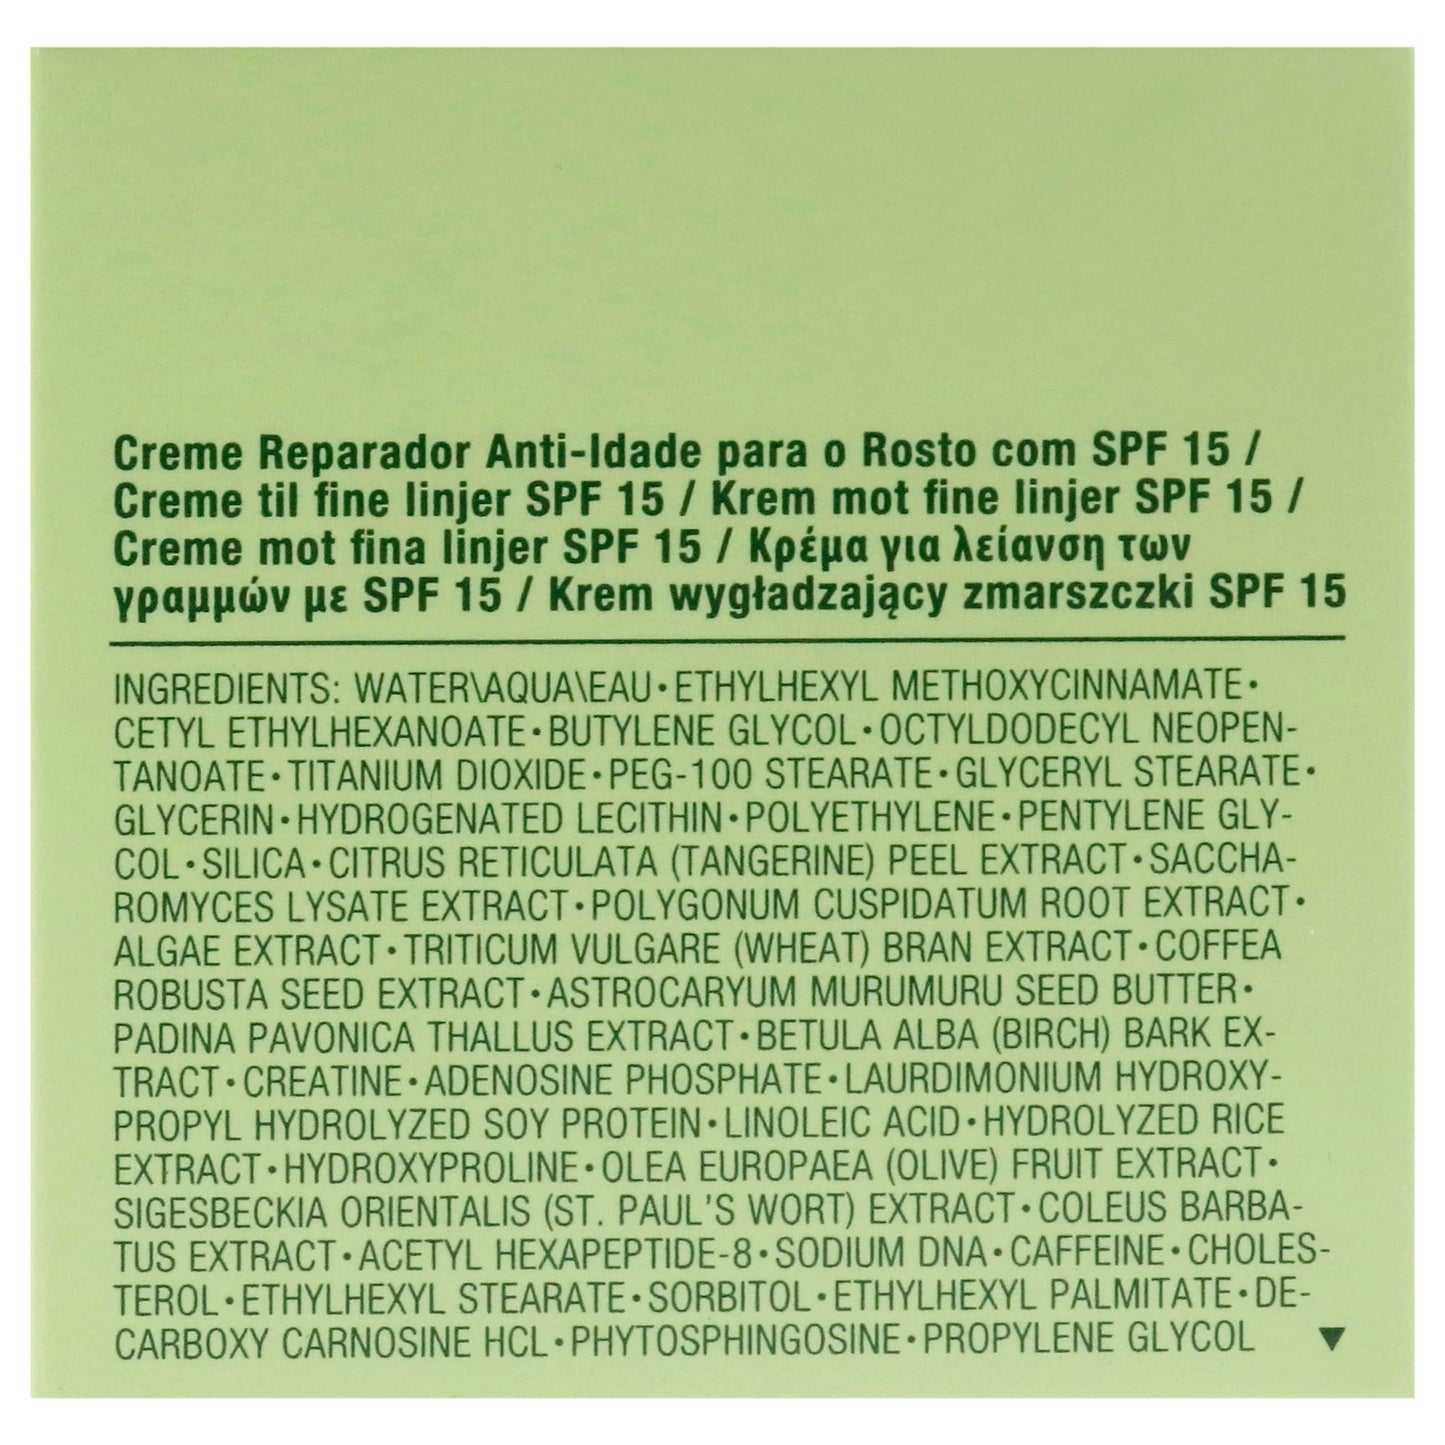 Creme Reparador Anti-Idade para o Rosto com SPF 15 /
Creme til fine linjer SPF 15 / Krem mot fine linjer SPF 15 /
Creme mot fina linjer SPF 15 / Κρέμα για λείανση των
γραμμών με SPF 15 / Krem wygładzający zmarszczki SPF 15
INGREDIENTS: WATER\AQUA\EAU•ETHYLHEXYL METHOXYCINNAMATE•
CETYL ETHYLHEXANOATE•BUTYLENE GLYCOL•OCTYLDODECYL NEOPEN-
TANOATE•TITANIUM DIOXIDE•PEG-100 STEARATE•GLYCERYL STEARATE•
GLYCERIN•HYDROGENATED LECITHIN•POLYETHYLENE•PENTYLENE GLY-
COL•SILICA•CITRUS RETICULATA (TANGERINE) PEEL EXTRACT•SACCHA-
ROMYCES LYSATE EXTRACT•POLYGONUM CUSPIDATUM ROOT EXTRACT•
ALGAE EXTRACT•TRITICUM VULGARE (WHEAT) BRAN EXTRACT•COFFEA
ROBUSTA SEED EXTRACT•ASTROCARYUM MURUMURU SEED BUTTER•
PADINA PAVONICA THALLUS EXTRACT•BETULA ALBA (BIRCH) BARK EX-
TRACT•CREATINE•ADENOSINE PHOSPHATE•LAURDIMONIUM HYDROXY-
PROPYL HYDROLYZED SOY PROTEIN•LINOLEIC ACID•HYDROLYZED RICE
EXTRACT•HYDROXYPROLINE•OLEA EUROPAEA (OLIVE) FRUIT EXTRACT•
SIGESBECKIA ORIENTALIS (ST. PAUL'S WORT) EXTRACT•COLEUS BARBA-
TUS EXTRACT•ACETYL HEXAPEPTIDE-8•SODIUM DNA•CAFFEINE•CHOLES-
TEROL•ETHYLHEXYL STEARATE•SORBITOL•ETHYLHEXYL PALMITATE•DE-
CARBOXY CARNOSINE HCL•PHYTOSPHINGOSINE•PROPYLENE GLYCOL ▼